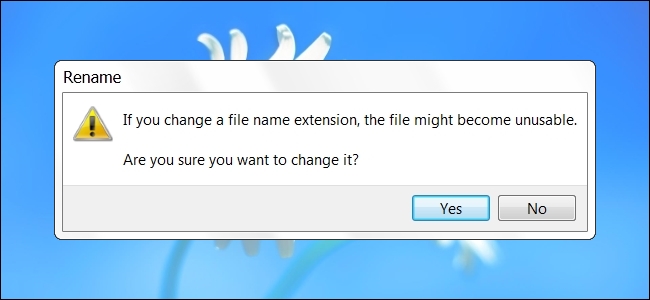 Rename
If you change a file name extension, the file might become unusable.
Are you sure you want to change it?
Yes
No